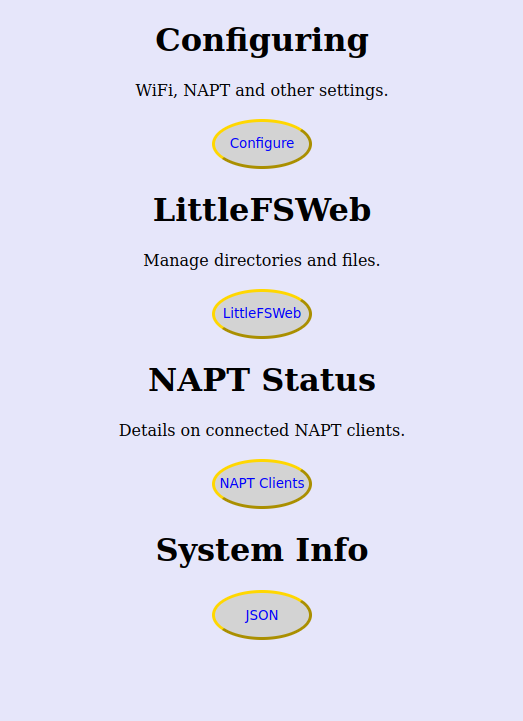 Configuring
WiFi, NAPT and other settings.
Configure
LittleFSWeb
Manage directories and files.
LittleFSWeb
NAPT Status
Details on connected NAPT clients.
NAPT Clients
System Info
JSON